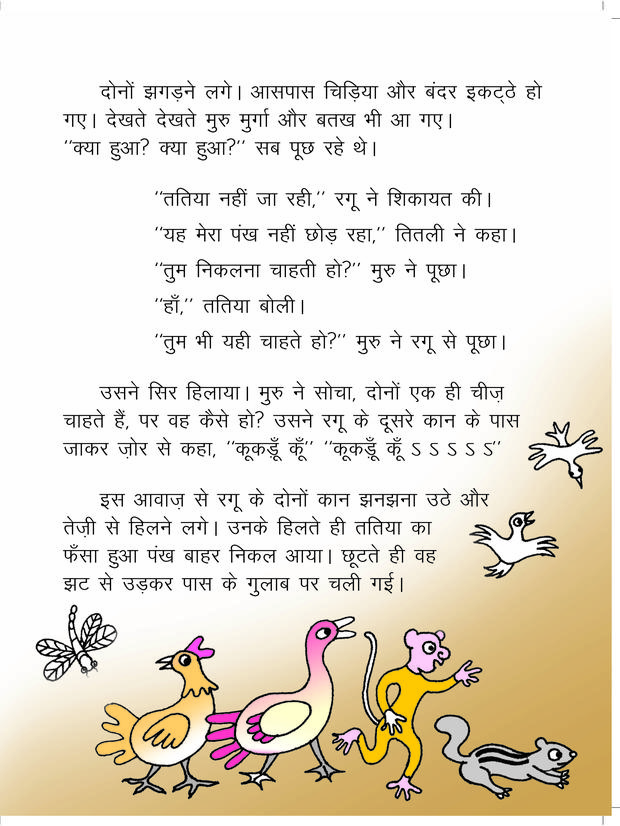 दोनों झगड़ने लगे। आसपास चिड़िया और बंदर इकट्ठे हो
गए। देखते देखते मुरु मुर्गा और बतख भी आ गए।
“क्या हुआ? क्या हुआ?” सब पूछ रहे थे।
“ततिया नहीं जा रही,” रगू ने शिकायत की।
“यह मेरा पंख नहीं छोड़ रहा,” तितली ने कहा।
“तुम निकलना चाहती हो?” मुरु ने पूछा।
“हाँ,” ततिया बोली।
“तुम भी यही चाहते हो?” मुरु ने रगू से पूछा।
उसने सिर हिलाया। मुरु ने सोचा, दोनों एक ही चीज़
चाहते हैं, पर वह कैसे हो? उसने रगू के दूसरे कान के पास
जाकर ज़ोर से कहा, “कूकड़ूँ कूँ” “कूकड़ूँ कूँ ऽ ऽ ऽ ऽ ऽ”
इस आवाज़ से रगू के दोनों कान झनझना उठे और
तेज़ी से हिलने लगे। उनके हिलते ही ततिया का
फँसा हुआ पंख बाहर निकल आया। छूटते ही वह
झट से उड़कर पास के गुलाब पर चली गई।